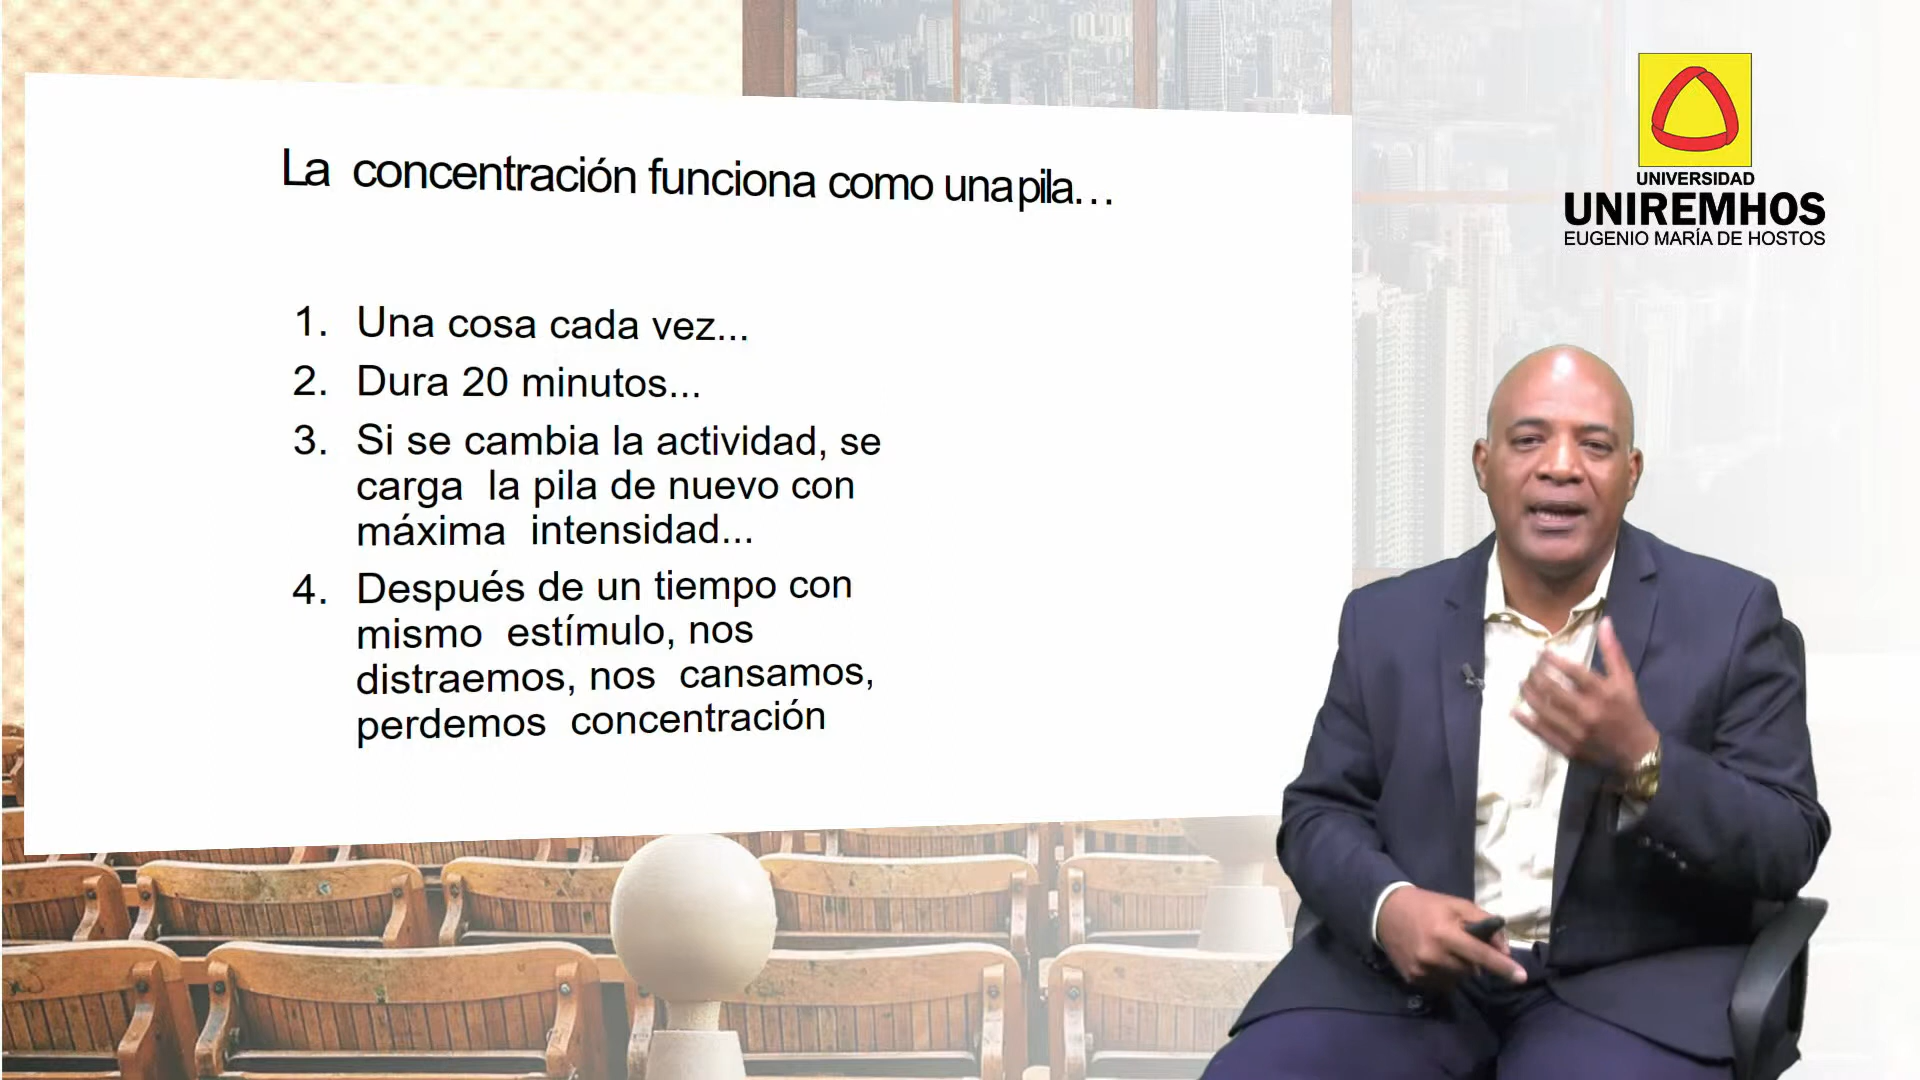 La concentración funciona como una pila...
1. Una cosa cada vez...
2. Dura 20 minutos...
3. Si se cambia la actividad, se
carga la pila de nuevo con
máxima intensidad...
4. Después de un tiempo con
mismo estímulo, nos
distraemos, nos cansamos,
perdemos concentración
UNIVERSIDAD
UNIREMHOS
EUGENIO MARÍA DE HOSTOS